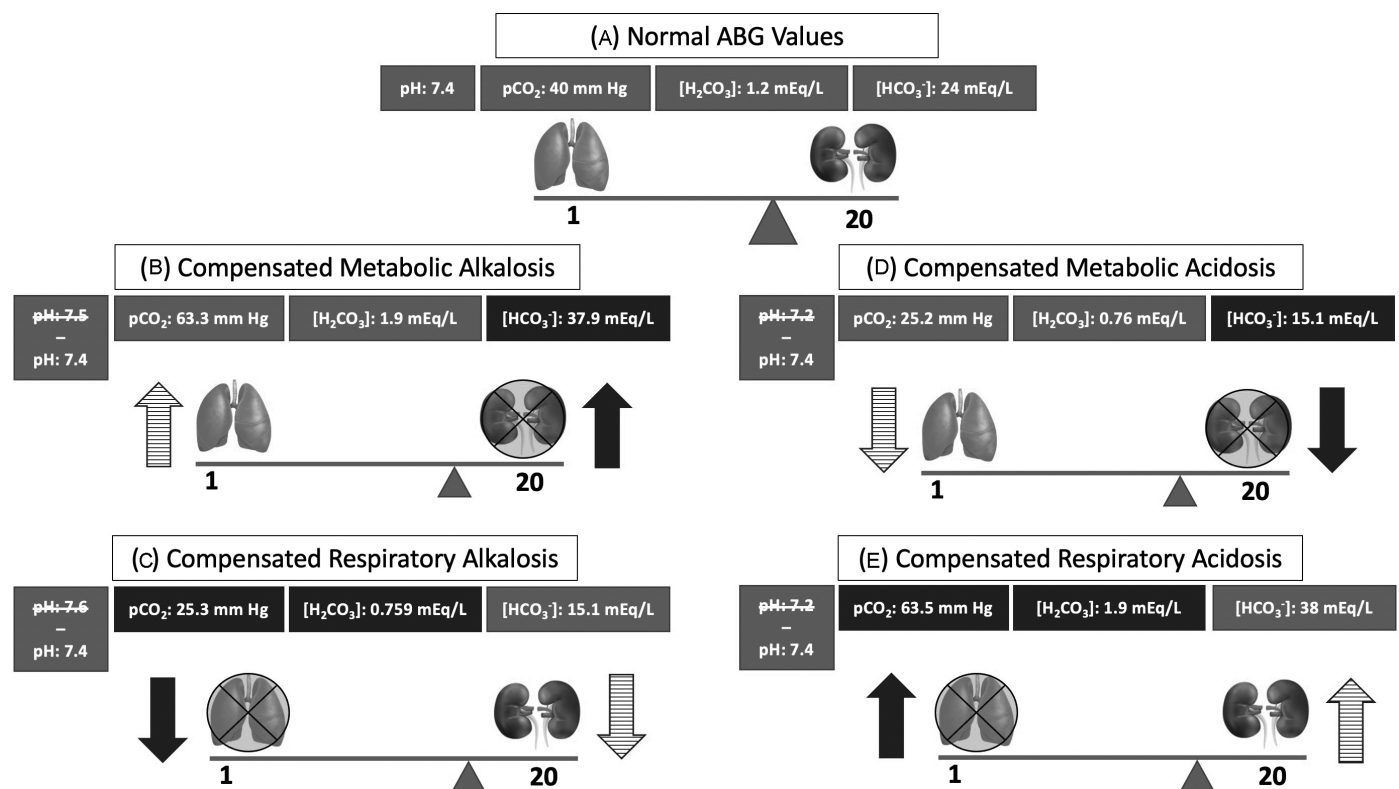 (A) Normal ABG Values
pH: 7.4
pCO₂: 40 mm Hg
[H₂CO₃]: 1.2 mEq/L
[HCO₃⁻]: 24 mEq/L
1
20
(B) Compensated Metabolic Alkalosis
pH: 7.5
–
pH: 7.4
pCO₂: 63.3 mm Hg
[H₂CO₃]: 1.9 mEq/L
[HCO₃⁻]: 37.9 mEq/L
1
20
(D) Compensated Metabolic Acidosis
pH: 7.2
–
pH: 7.4
pCO₂: 25.2 mm Hg
[H₂CO₃]: 0.76 mEq/L
[HCO₃⁻]: 15.1 mEq/L
1
20
(C) Compensated Respiratory Alkalosis
pH: 7.6
–
pH: 7.4
pCO₂: 25.3 mm Hg
[H₂CO₃]: 0.759 mEq/L
[HCO₃⁻]: 15.1 mEq/L
1
20
(E) Compensated Respiratory Acidosis
pH: 7.2
–
pH: 7.4
pCO₂: 63.5 mm Hg
[H₂CO₃]: 1.9 mEq/L
[HCO₃⁻]: 38 mEq/L
1
20